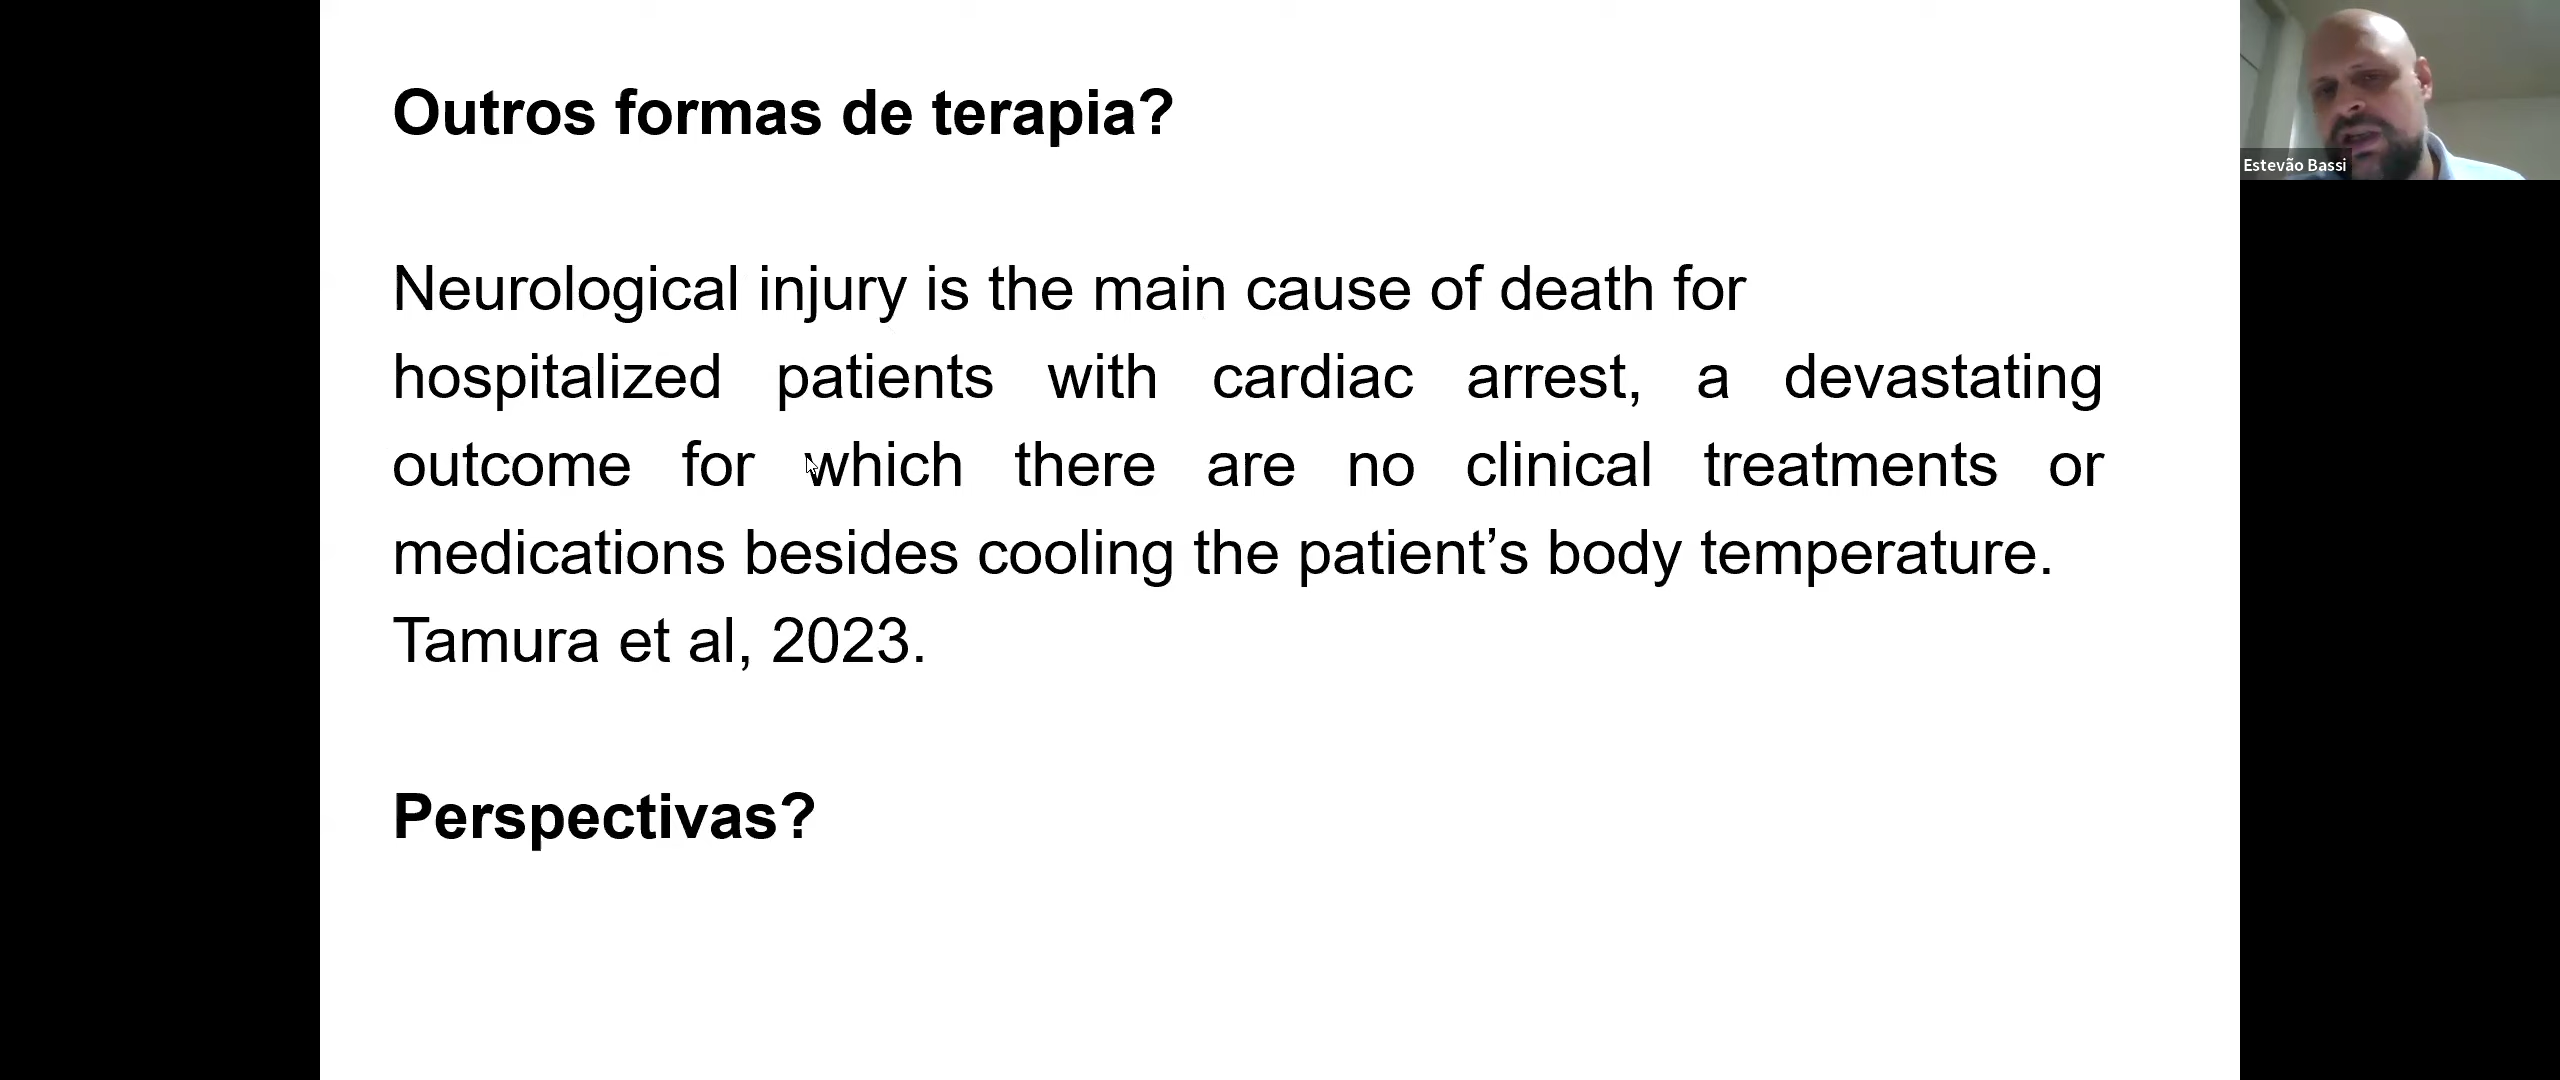 Outros formas de terapia?
Neurological injury is the main cause of death for
hospitalized patients with cardiac arrest, a devastating
outcome for which there are no clinical treatments or
medications besides cooling the patient’s body temperature.
Tamura et al, 2023.
Perspectivas?
Estevão Bassi